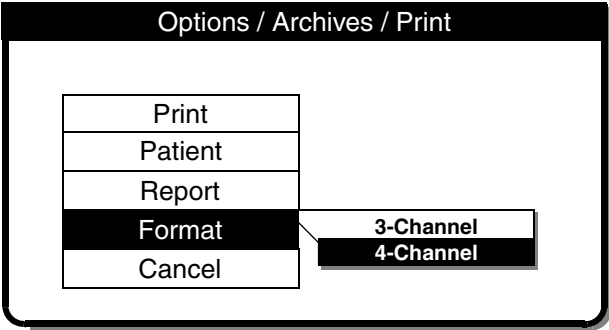 Options / Archives / Print
Print
Patient
Report
Format
3-Channel
4-Channel
Cancel